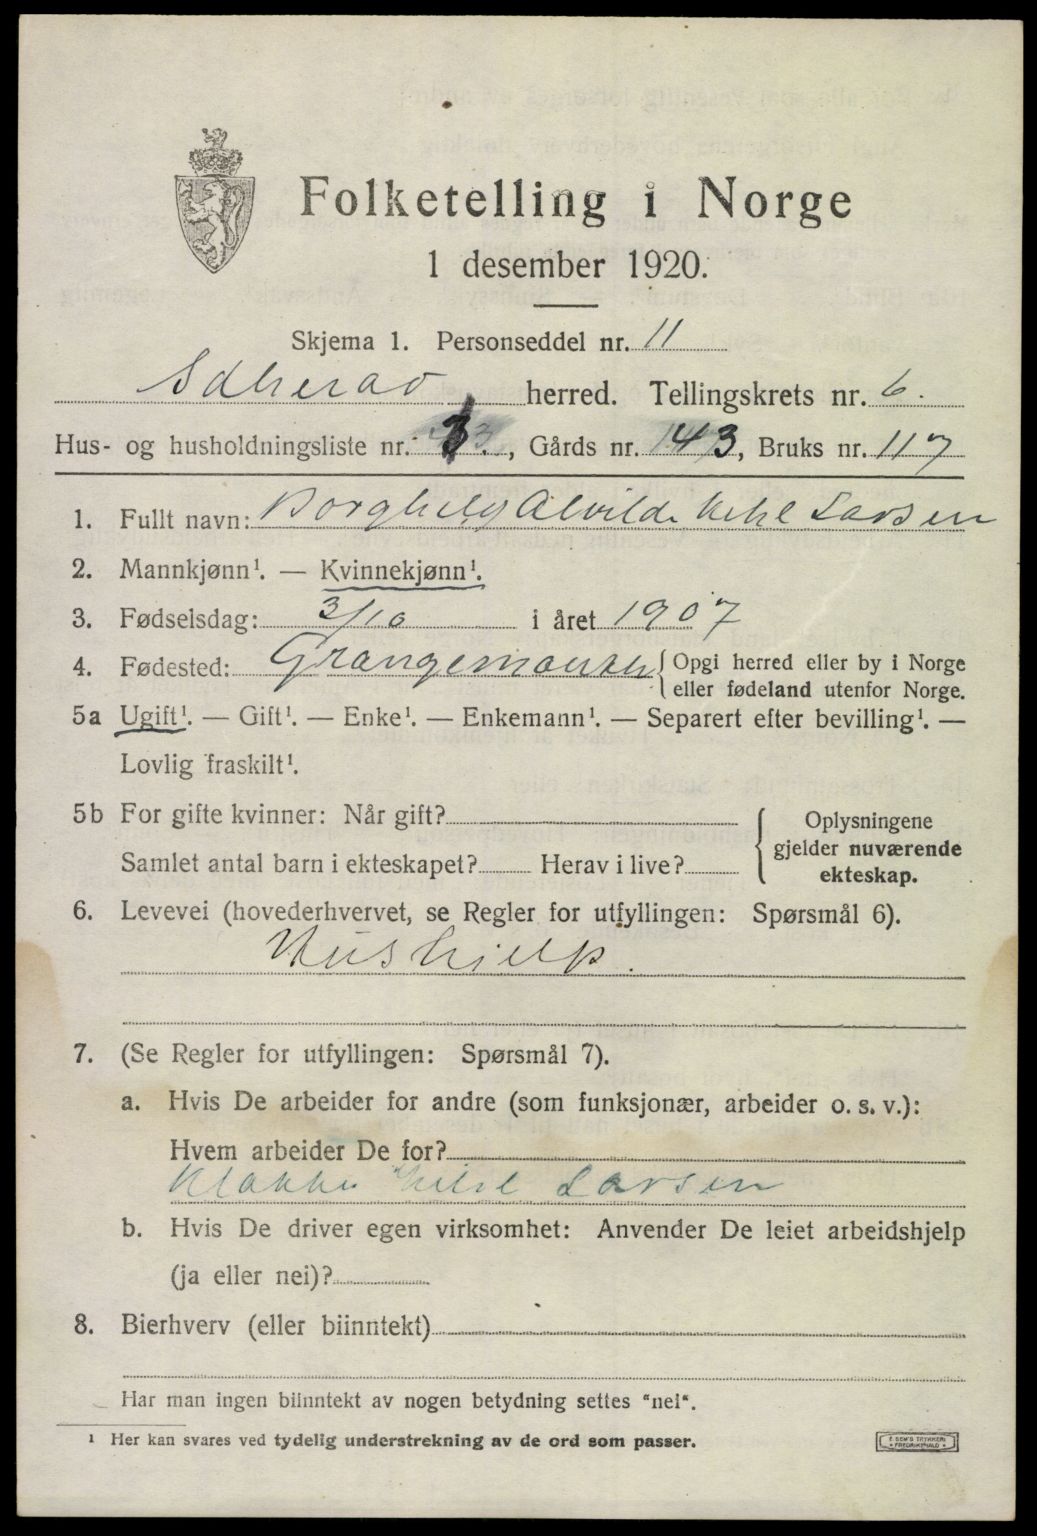 Folketelling i Norge
1 desember 1920.
Skjema 1. Personseddel nr. 11
herred. Tellingskrets nr. 6.
Hus- og husholdningsliste nr. , Gårds nr. 143, Bruks nr. 117
1. Fullt navn: Borghild Alvilde Larsen
2. Mannkjønn¹. — Kvinnekjønn¹.
3. Fødselsdag: 3/10 i året 1907
4. Fødested: Opgi herred eller by i Norge
eller fødeland utenfor Norge.
5a Ugift¹. — Gift¹. — Enke¹. — Enkemann¹. — Separert efter bevilling¹. —
Lovlig fraskilt¹.
5b For gifte kvinner: Når gift?
Samlet antal barn i ekteskapet? Herav i live?
Oplysningene
gjelder nuværende
ekteskap.
6. Levevei (hovederhvervet, se Regler for utfyllingen: Spørsmål 6).
Hushjelp.
7. (Se Regler for utfyllingen: Spørsmål 7).
a. Hvis De arbeider for andre (som funksjonær, arbeider o. s. v.):
Hvem arbeider De for?
Larsen
b. Hvis De driver egen virksomhet: Anvender De leiet arbeidshjelp
(ja eller nei)?
8. Bierhverv (eller biinntekt)
Har man ingen biinntekt av nogen betydning settes "nei".
¹ Her kan svares ved tydelig understrekning av de ord som passer.